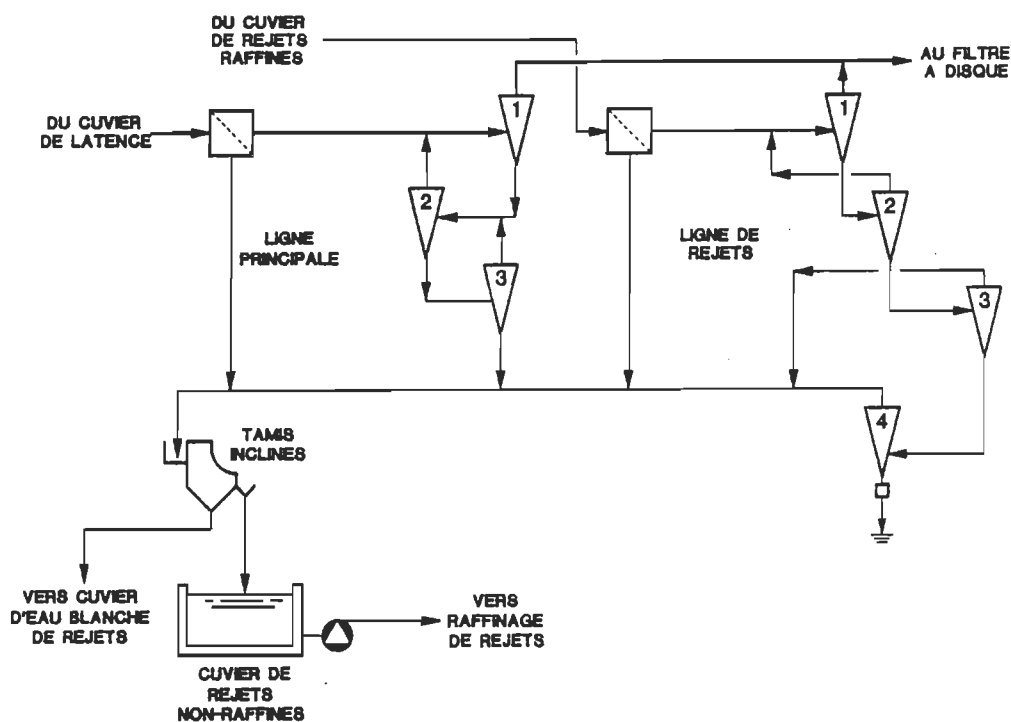 DU CUVIER
DE REJETS
RAFFINES
AU FILTRE
A DISQUE
DU CUVIER
DE LATENCE
1
1
2
2
3
3
4
LIGNE
PRINCIPALE
LIGNE DE
REJETS
TAMIS
INCLINES
VERS CUVIER
D'EAU BLANCHE
DE REJETS
VERS
RAFFINAGE
DE REJETS
CUVIER DE
REJETS
NON-RAFFINES